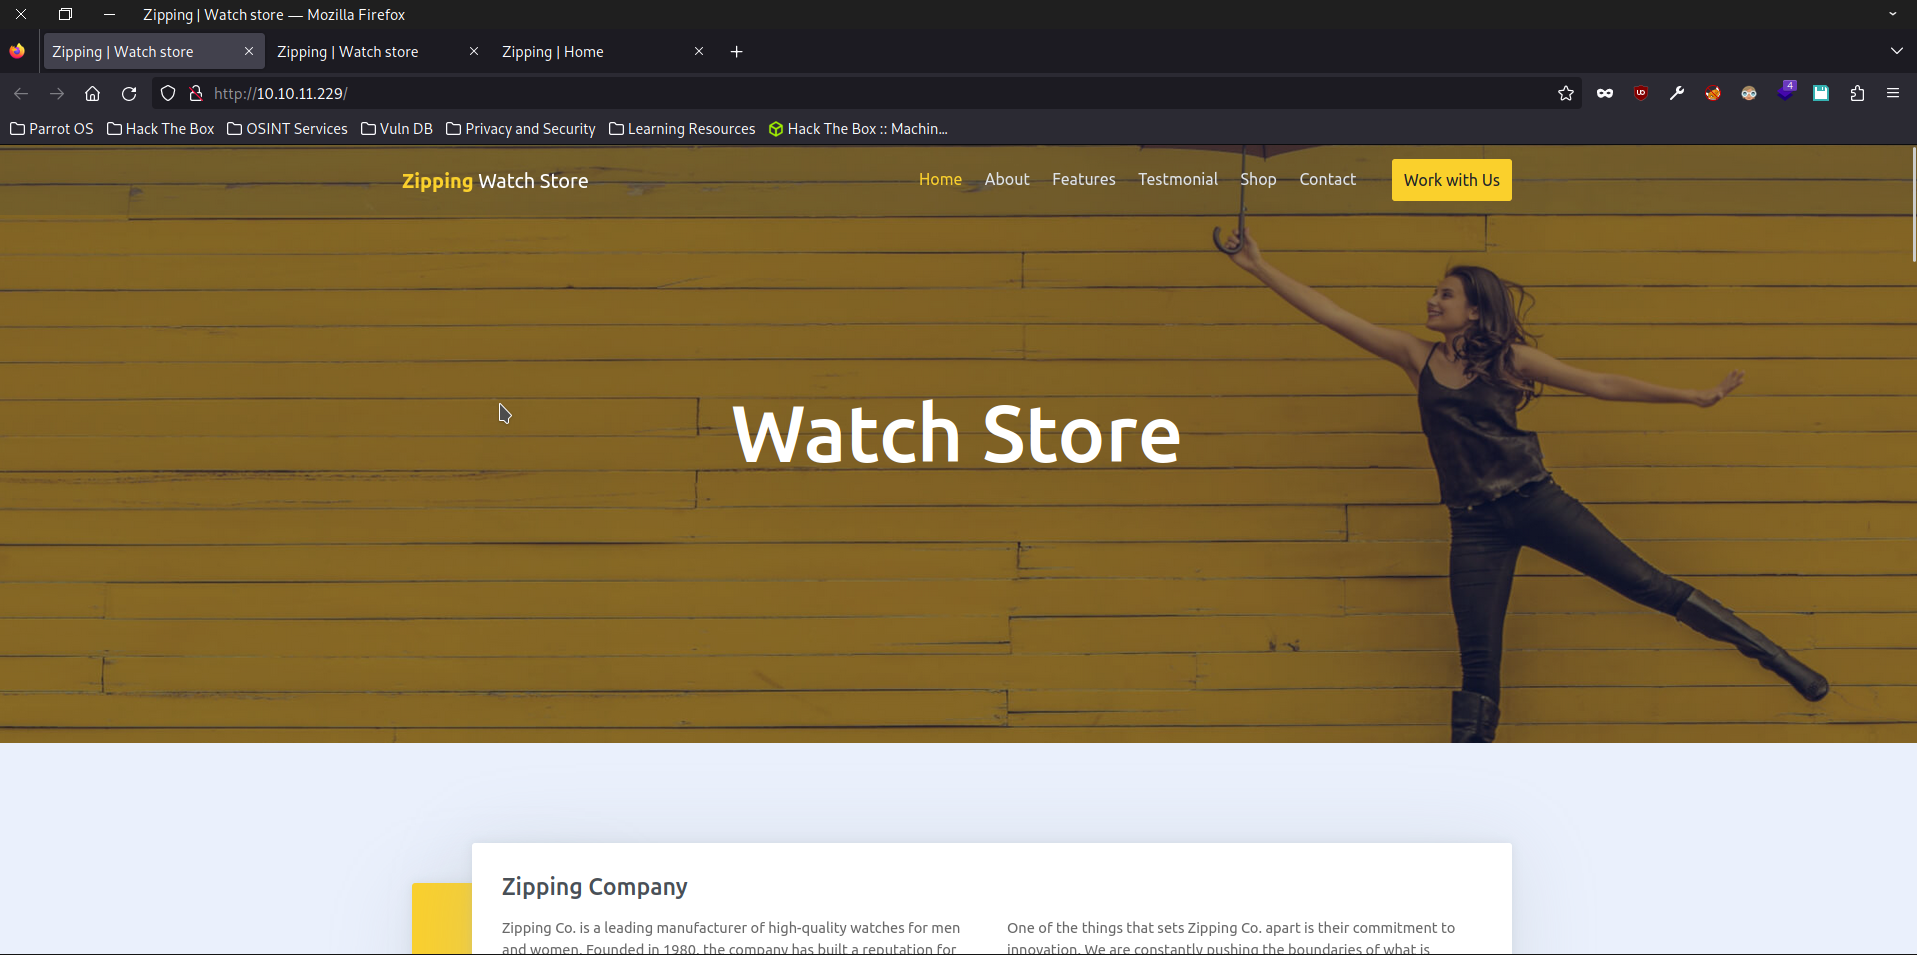 Zipping | Watch store — Mozilla Firefox
Zipping | Watch store
Zipping | Watch store
Zipping | Home
http://10.10.11.229/
4
Parrot OS
Hack The Box
OSINT Services
Vuln DB
Privacy and Security
Learning Resources
Hack The Box :: Machin...
Zipping Watch Store
Home
About
Features
Testmonial
Shop
Contact
Work with Us
Watch Store
Zipping Company
Zipping Co. is a leading manufacturer of high-quality watches for men
and women. Founded in 1980, the company has built a reputation for
One of the things that sets Zipping Co. apart is their commitment to
innovation. We are constantly pushing the boundaries of what is